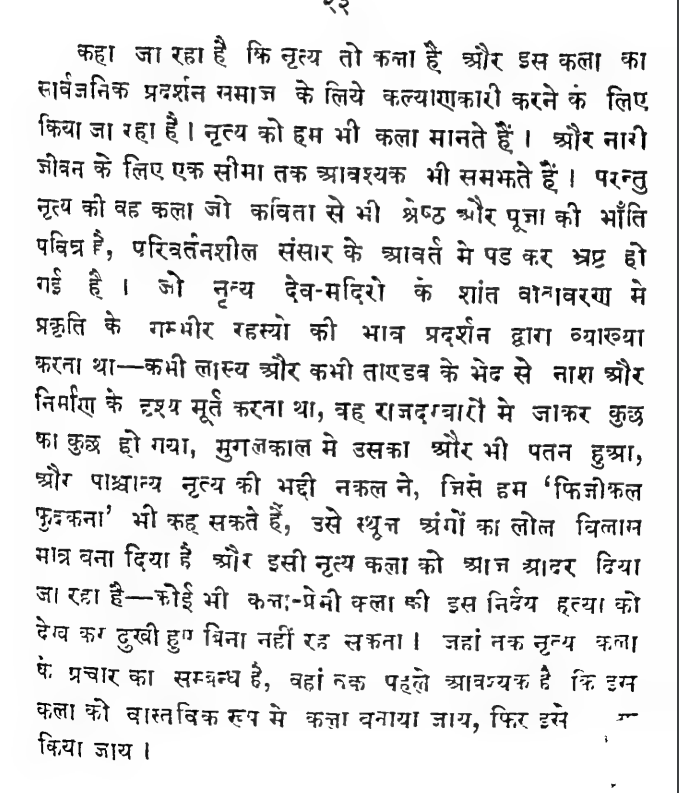 २३
कहा जा रहा है कि नृत्य तो कला है और इस कला का
सार्वजनिक प्रदर्शन समाज के लिये कल्याणकारी करने के लिए
किया जा रहा है। नृत्य को हम भी कला मानते हैं। और नारी
जीवन के लिए एक सीमा तक आवश्यक भी समझते हैं। परन्तु
नृत्य की वह कला जो कविता से भी श्रेष्ठ और पूजा की भाँति
पवित्र है, परिवर्तनशील संसार के आवर्त मे पड कर भ्रष्ट हो
गई है। जो नृत्य देव-मदिरो के शांत वातावरण मे
प्रकृति के गम्भीर रहस्यो की भाव प्रदर्शन द्वारा व्याख्या
करता था—कभी लास्य और कभी ताण्डव के भेद से नाश और
निर्माण के दृश्य मूर्त करता था, वह राजदरबारों मे जाकर कुछ
का कुछ हो गया, मुगलकाल मे उसका और भी पतन हुआ,
और पाश्चात्य नृत्य की भद्दी नकल ने, जिसे हम ‘फिजीकल
फुदकना’ भी कह सकते हैं, उसे स्थूल अंगों का लोल विलास
मात्र बना दिया है और इसी नृत्य कला को आज आदर दिया
जा रहा है—कोई भी कला-प्रेमी कला की इस निर्दय हत्या को
देख कर दुखी हुए बिना नहीं रह सकता। जहां तक नृत्य कला
के प्रचार का सम्बन्ध है, वहां तक पहले आवश्यक है कि इस
कला को वास्तविक रूप मे कला बनाया जाय, फिर इसे
किया जाय।